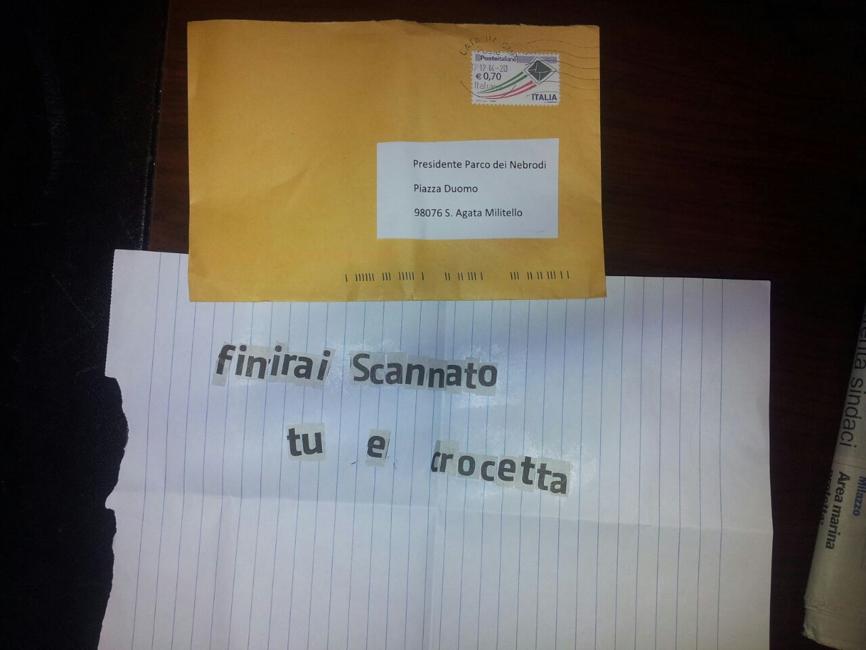 Posteitaliane
€ 0,70
ITALIA
Presidente Parco dei Nebrodi
Piazza Duomo
98076 S. Agata Militello
finirai Scannato
tu e crocetta
sindaci
Milazzo
Area marina